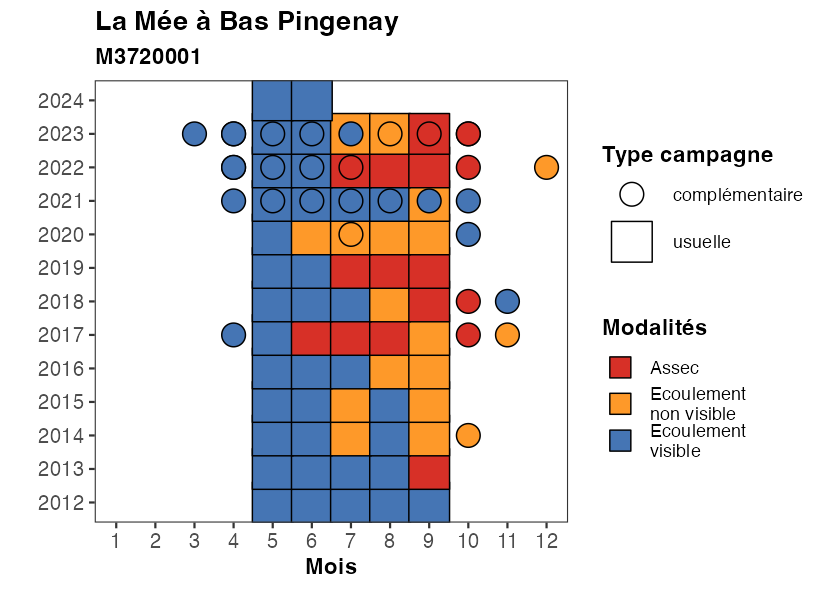 La Mée à Bas Pingenay
M3720001
2024
2023
2022
2021
2020
2019
2018
2017
2016
2015
2014
2013
2012
1 2 3 4 5 6 7 8 9 10 11 12
Mois
Type campagne
complémentaire
usuelle
Modalités
Assec
Ecoulement
non visible
Ecoulement
visible